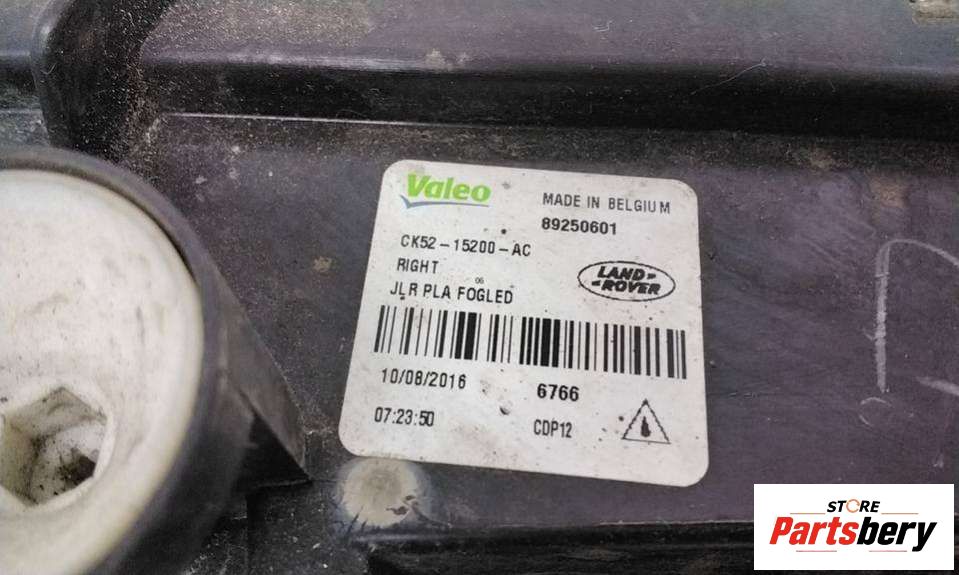 Valeo
MADE IN BELGIUM
89250601
CK52-15200-AC
RIGHT
06
JLR PLA FOGLED
LAND-
ROVER
10/08/2016
6766
07:23:50
CDP12
STORE
Partsbery